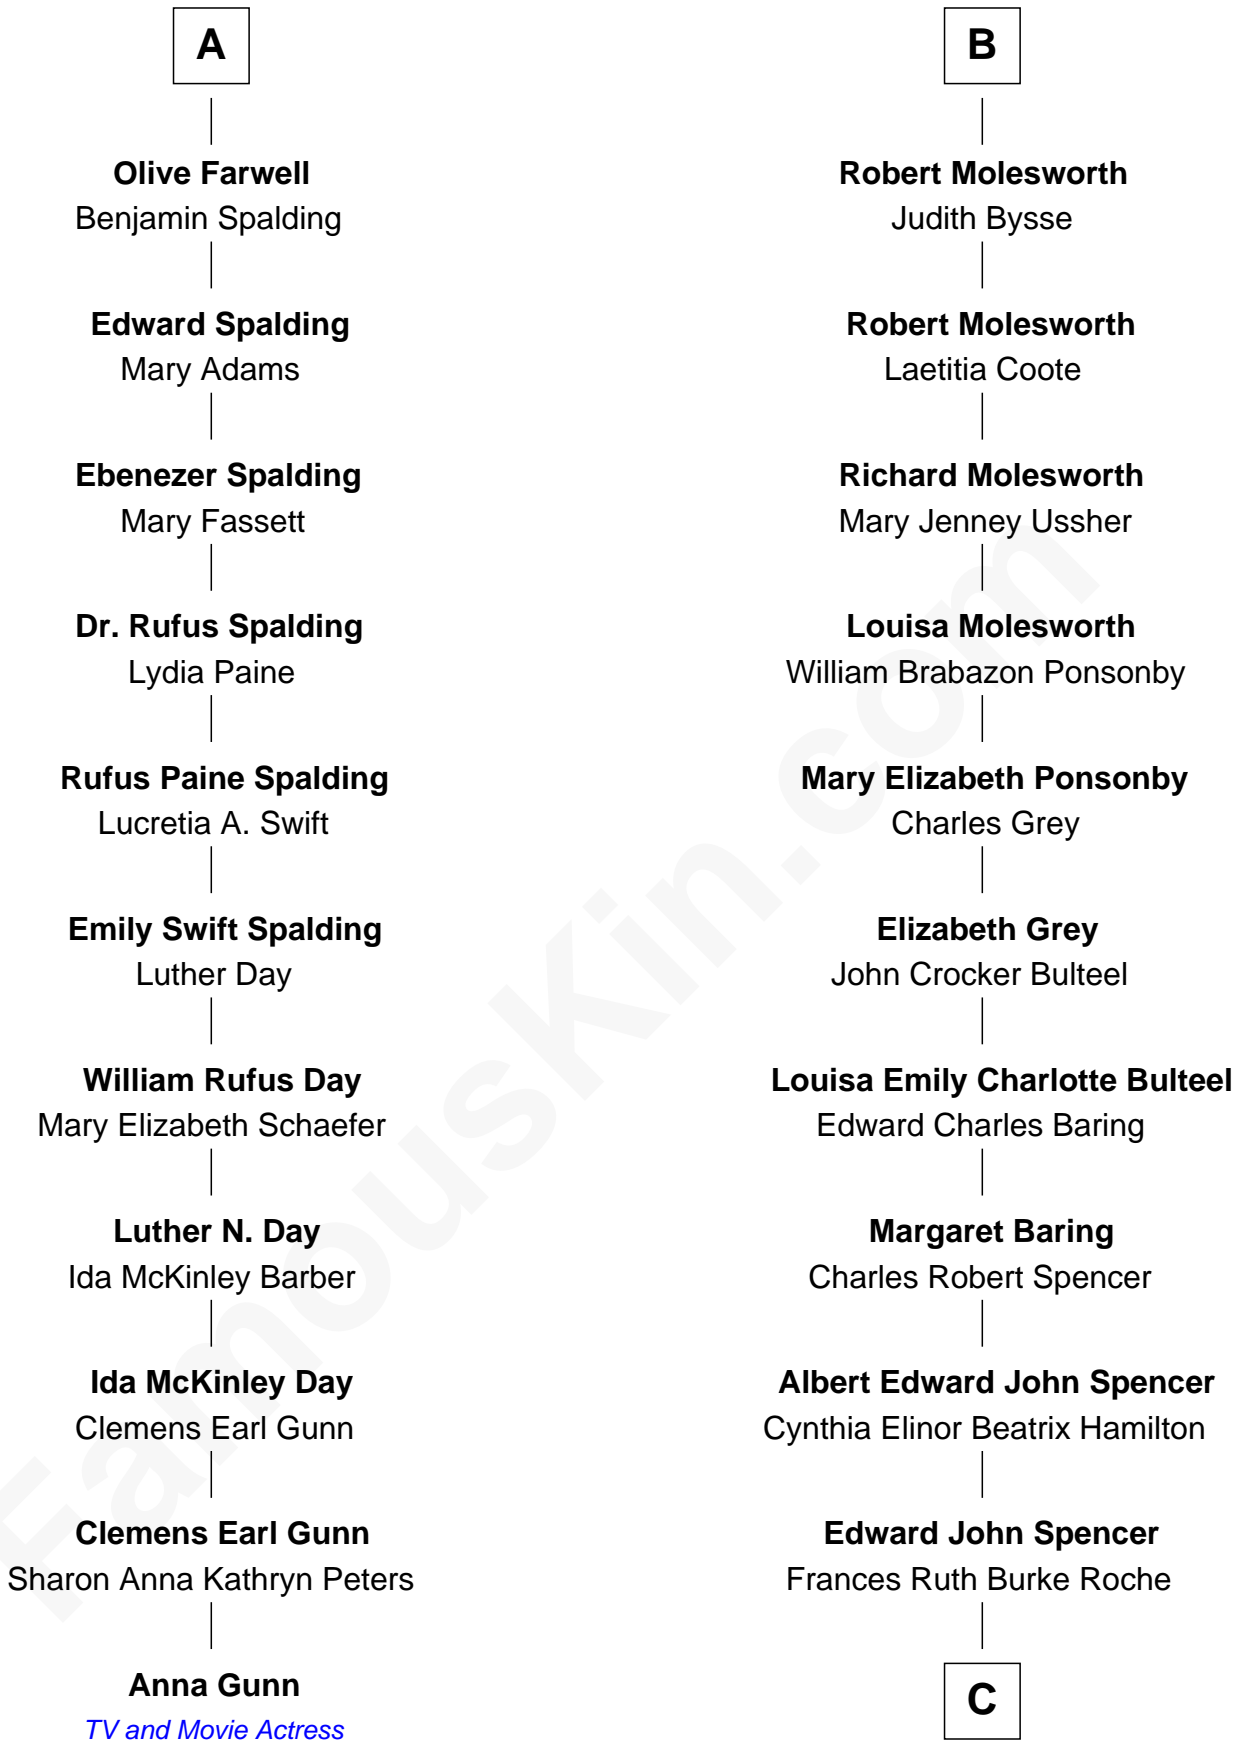 A
Olive Farwell
Benjamin Spalding
Edward Spalding
Mary Adams
Ebenezer Spalding
Mary Fassett
Dr. Rufus Spalding
Lydia Paine
Rufus Paine Spalding
Lucretia A. Swift
Emily Swift Spalding
Luther Day
William Rufus Day
Mary Elizabeth Schaefer
Luther N. Day
Ida McKinley Barber
Ida McKinley Day
Clemens Earl Gunn
Clemens Earl Gunn
Sharon Anna Kathryn Peters
Anna Gunn
TV and Movie Actress
B
Robert Molesworth
Judith Bysse
Robert Molesworth
Laetitia Coote
Richard Molesworth
Mary Jenney Ussher
Louisa Molesworth
William Brabazon Ponsonby
Mary Elizabeth Ponsonby
Charles Grey
Elizabeth Grey
John Crocker Bulteel
Louisa Emily Charlotte Bulteel
Edward Charles Baring
Margaret Baring
Charles Robert Spencer
Albert Edward John Spencer
Cynthia Elinor Beatrix Hamilton
Edward John Spencer
Frances Ruth Burke Roche
C
FamousKin.com